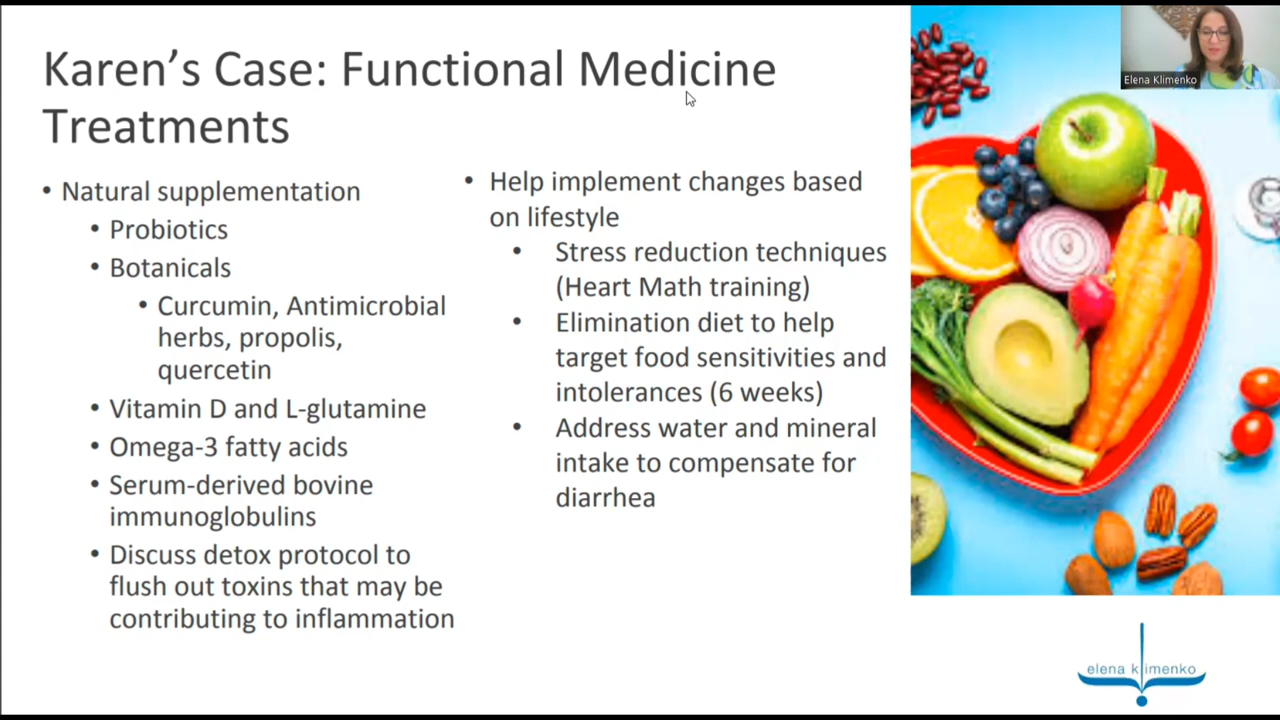 Karen’s Case: Functional Medicine
Treatments
• Natural supplementation
• Probiotics
• Botanicals
• Curcumin, Antimicrobial
herbs, propolis,
quercetin
• Vitamin D and L-glutamine
• Omega-3 fatty acids
• Serum-derived bovine
immunoglobulins
• Discuss detox protocol to
flush out toxins that may be
contributing to inflammation
• Help implement changes based
on lifestyle
• Stress reduction techniques
(Heart Math training)
• Elimination diet to help
target food sensitivities and
intolerances (6 weeks)
• Address water and mineral
intake to compensate for
diarrhea
Elena Klimenko
elena klimenko